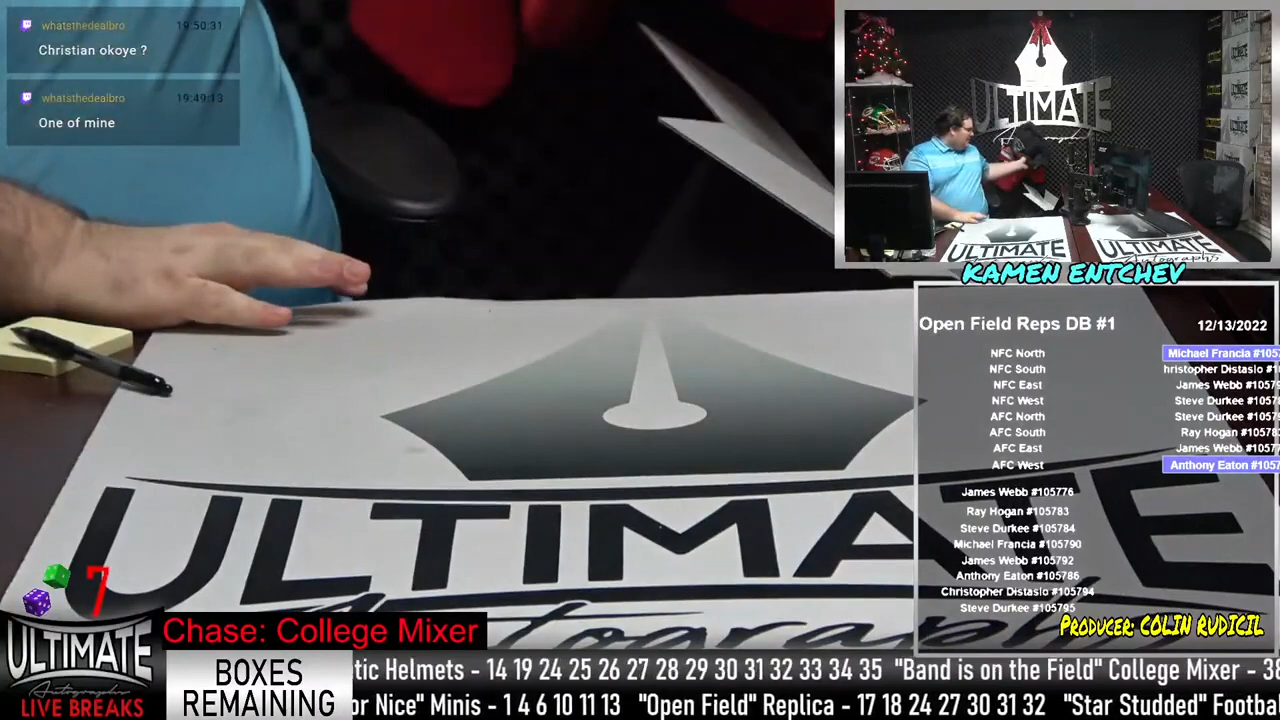 whatsthedealbro 19:50:31
Christian okoye ?
whatsthedealbro 19:49:13
One of mine
ULTIMATE
ULTIMATE
ULTIMATE
KAMEN ENTCHEV
Open Field Reps DB #1 12/13/2022
NFC North Michael Francia #105
NFC South hristopher Distasio #1
NFC East James Webb #1057
NFC West Steve Durkee #1057
AFC North Steve Durkee #1057
AFC South Ray Hogan #10578
AFC East James Webb #1057
AFC West Anthony Eaton #1057
James Webb #105776
Ray Hogan #105783
Steve Durkee #105784
Michael Francia #105790
James Webb #105792
Anthony Eaton #105786
Christopher Distasio #105794
Steve Durkee #105795
PRODUCER: COLIN RUDICIL
ULTIMATE
Autographs
7
ULTIMATE
Autographs
LIVE BREAKS
Chase: College Mixer
BOXES
REMAINING
tic Helmets - 14 19 24 25 26 27 28 29 30 31 32 33 34 35 "Band is on the Field" College Mixer - 38
or Nice" Minis - 1 4 6 10 11 13 "Open Field" Replica - 17 18 24 27 30 31 32 "Star Studded" Footba